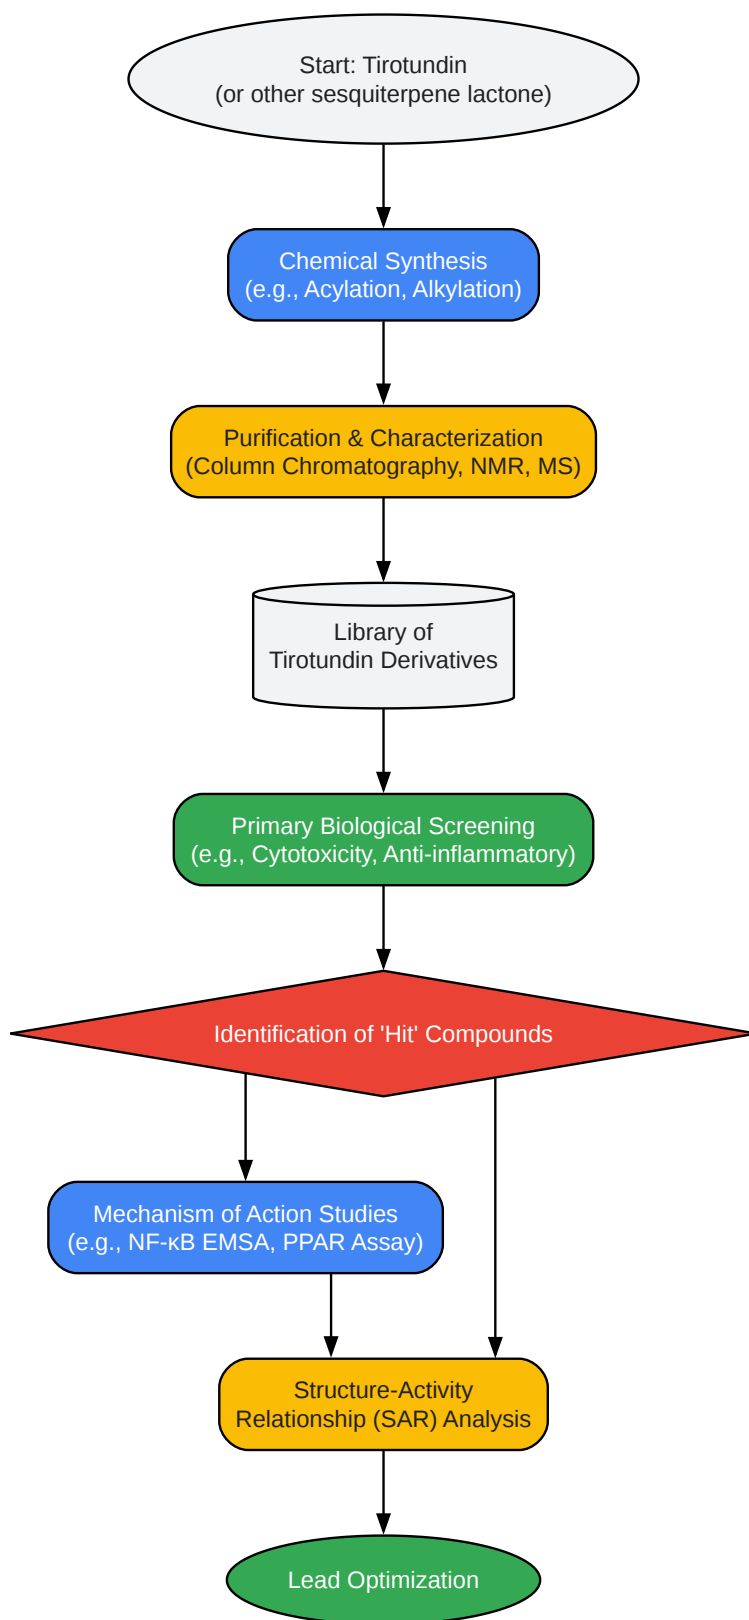 Start: Tirotundin
(or other sesquiterpene lactone)
Chemical Synthesis
(e.g., Acylation, Alkylation)
Purification & Characterization
(Column Chromatography, NMR, MS)
Library of
Tirotundin Derivatives
Primary Biological Screening
(e.g., Cytotoxicity, Anti-inflammatory)
Identification of 'Hit' Compounds
Mechanism of Action Studies
(e.g., NF-κB EMSA, PPAR Assay)
Structure-Activity
Relationship (SAR) Analysis
Lead Optimization